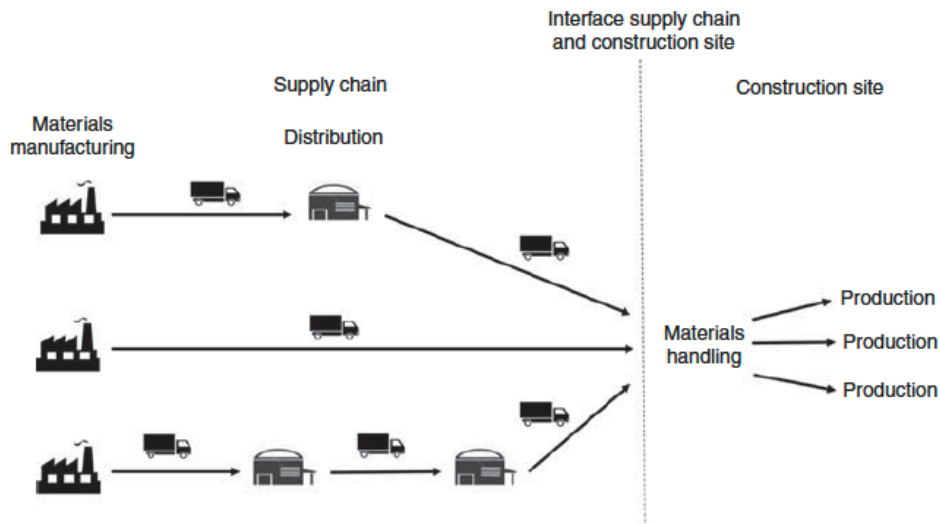 Interface supply chain
and construction site
Supply chain
Construction site
Materials
manufacturing
Distribution
Production
Materials
handling
Production
Production